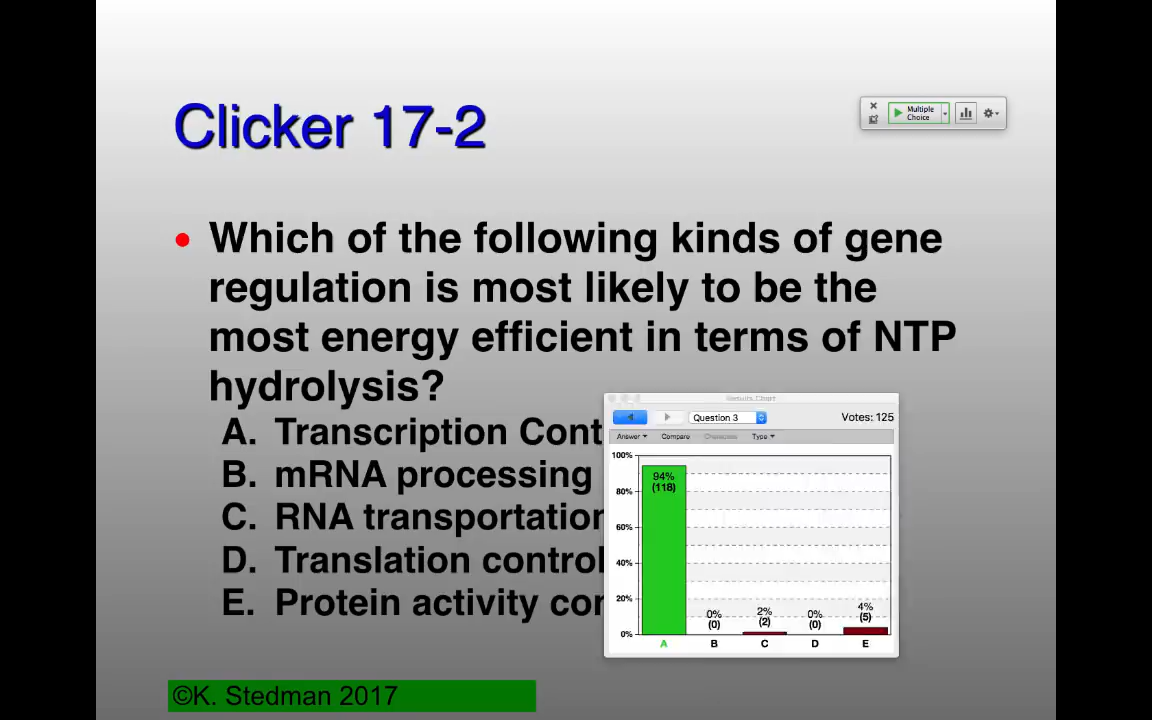 Clicker 17-2
Multiple
Choice
• Which of the following kinds of gene
regulation is most likely to be the
most energy efficient in terms of NTP
hydrolysis?
A. Transcription Cont
B. mRNA processing
C. RNA transportation
D. Translation control
E. Protein activity cor
Results Chart
Question 3
Votes: 125
Answer Compare Type
100%
80%
60%
40%
20%
0%
94%
(118)
0%
(0)
2%
(2)
0%
(0)
4%
(5)
A B C D E
©K. Stedman 2017